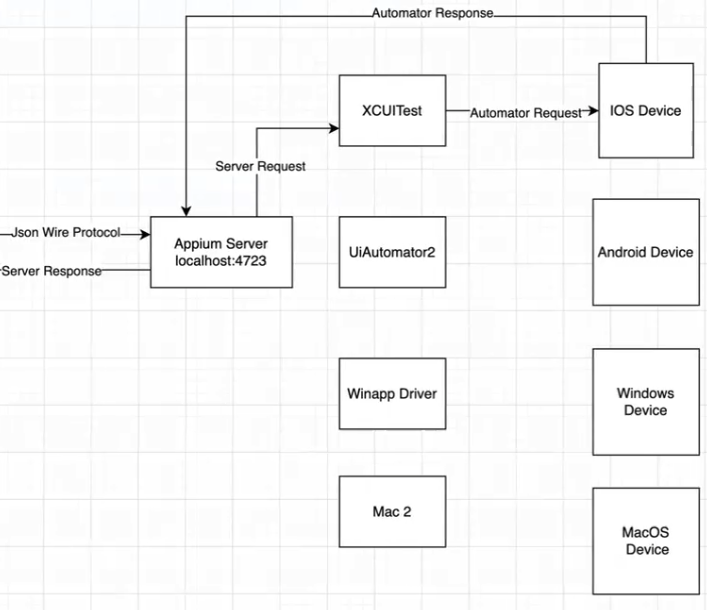 Automator Response
XCUITest
Automator Request
IOS Device
Server Request
Json Wire Protocol
Appium Server
localhost:4723
Server Response
UiAutomator2
Android Device
Winapp Driver
Windows
Device
Mac 2
MacOS
Device